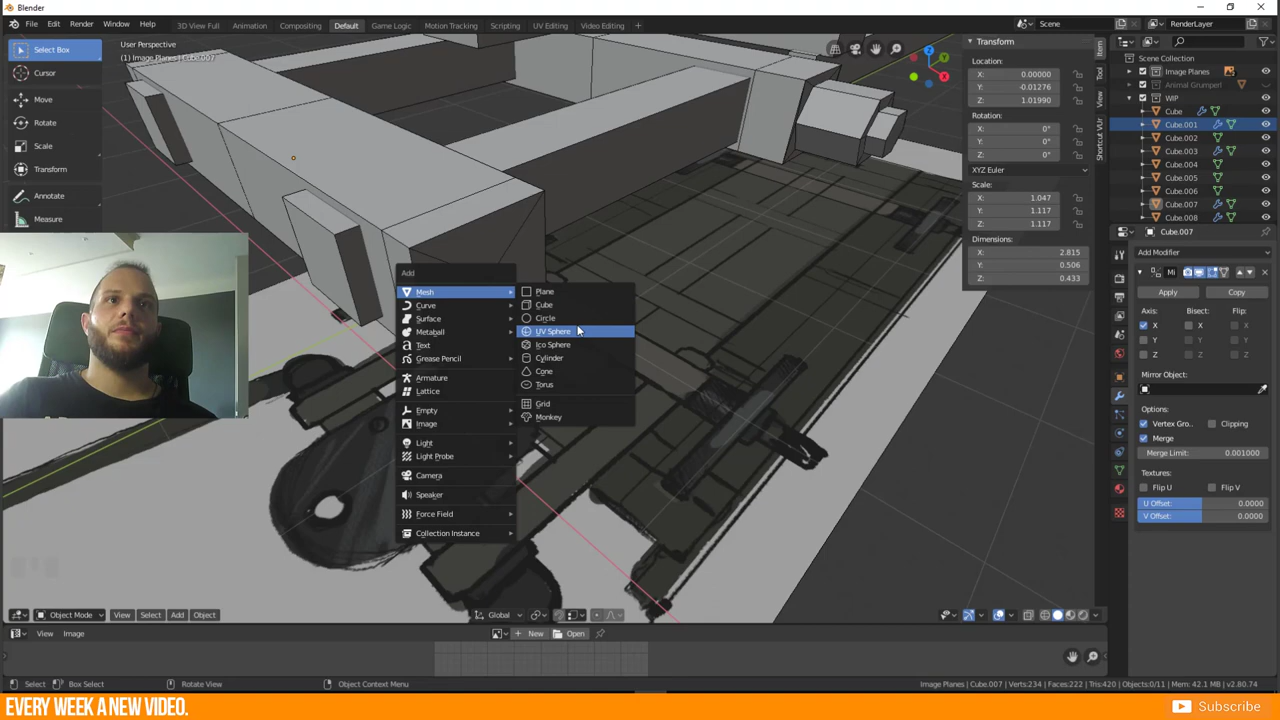 Blender
File Edit Render Window Help 3D View Full Animation Compositing Default Game Logic Motion Tracking Scripting UV Editing Video Editing + Scene RenderLayer
Select Box
Cursor
Move
Rotate
Scale
Transform
Annotate
Measure
User Perspective
(1) Image Planes | Cube.007
Add
Mesh
Curve
Surface
Metaball
Text
Grease Pencil
Armature
Lattice
Empty
Image
Light
Light Probe
Camera
Speaker
Force Field
Collection Instance
Plane
Cube
Circle
UV Sphere
Ico Sphere
Cylinder
Cone
Torus
Grid
Monkey
Z
Y
X
Transform
Location:
X: 0.00000
Y: -0.01276
Z: 1.01990
Rotation:
X: 0°
Y: 0°
Z: 0°
XYZ Euler
Scale:
X: 1.047
Y: 1.117
Z: 1.117
Dimensions:
X: 2.815
Y: 0.506
Z: 0.433
Item
Tool
View
Shortcut VUr
Scene Collection
Image Planes
Animal Grumperl
WIP
Cube
Cube.001
Cube.002
Cube.003
Cube.004
Cube.005
Cube.006
Cube.007
Cube.008
Cube.007
Add Modifier
Mi
Apply Copy
Axis: Bisect: Flip:
X X X
Y Y Y
Z Z Z
Mirror Object:
Options:
Vertex Gro.. Clipping
Merge
Merge Limit: 0.001000
Textures:
Flip U Flip V
U Offset: 0.0000
V Offset: 0.0000
Object Mode View Select Add Object Global
View Image + New Open
Select Box Select Rotate View Object Context Menu Image Planes | Cube.007 | Verts:234 | Faces:222 | Tris:420 | Objects:0/11 | Mem: 42.1 MB | v2.80.74
EVERY WEEK A NEW VIDEO. Subscribe